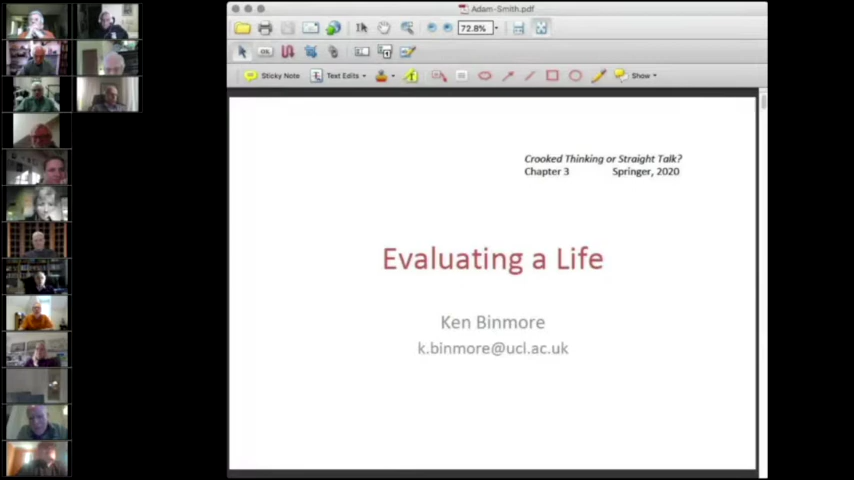 Adam-Smith.pdf
72.8%
Sticky Note
Text Edits
Show
Crooked Thinking or Straight Talk?
Chapter 3 Springer, 2020
Evaluating a Life
Ken Binmore
k.binmore@ucl.ac.uk